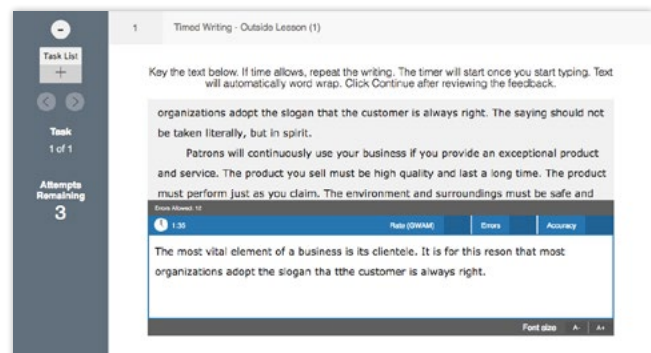 1 Timed Writing - Outside Lesson (1)
Task List
Task
1 of 1
Attempts
Remaining
3
Key the text below. If time allows, repeat the writing. The timer will start once you start typing. Text
will automatically word wrap. Click Continue after reviewing the feedback.
organizations adopt the slogan that the customer is always right. The saying should not
be taken literally, but in spirit.
Patrons will continuously use your business if you provide an exceptional product
and service. The product you sell must be high quality and last a long time. The product
must perform just as you claim. The environment and surroundings must be safe and
Errors Allowed: 12
1:35 Rate (GWAM) Errors Accuracy
The most vital element of a business is its clientele. It is for this reson that most
organizations adopt the slogan tha tthe customer is always right.
Font size A- A+